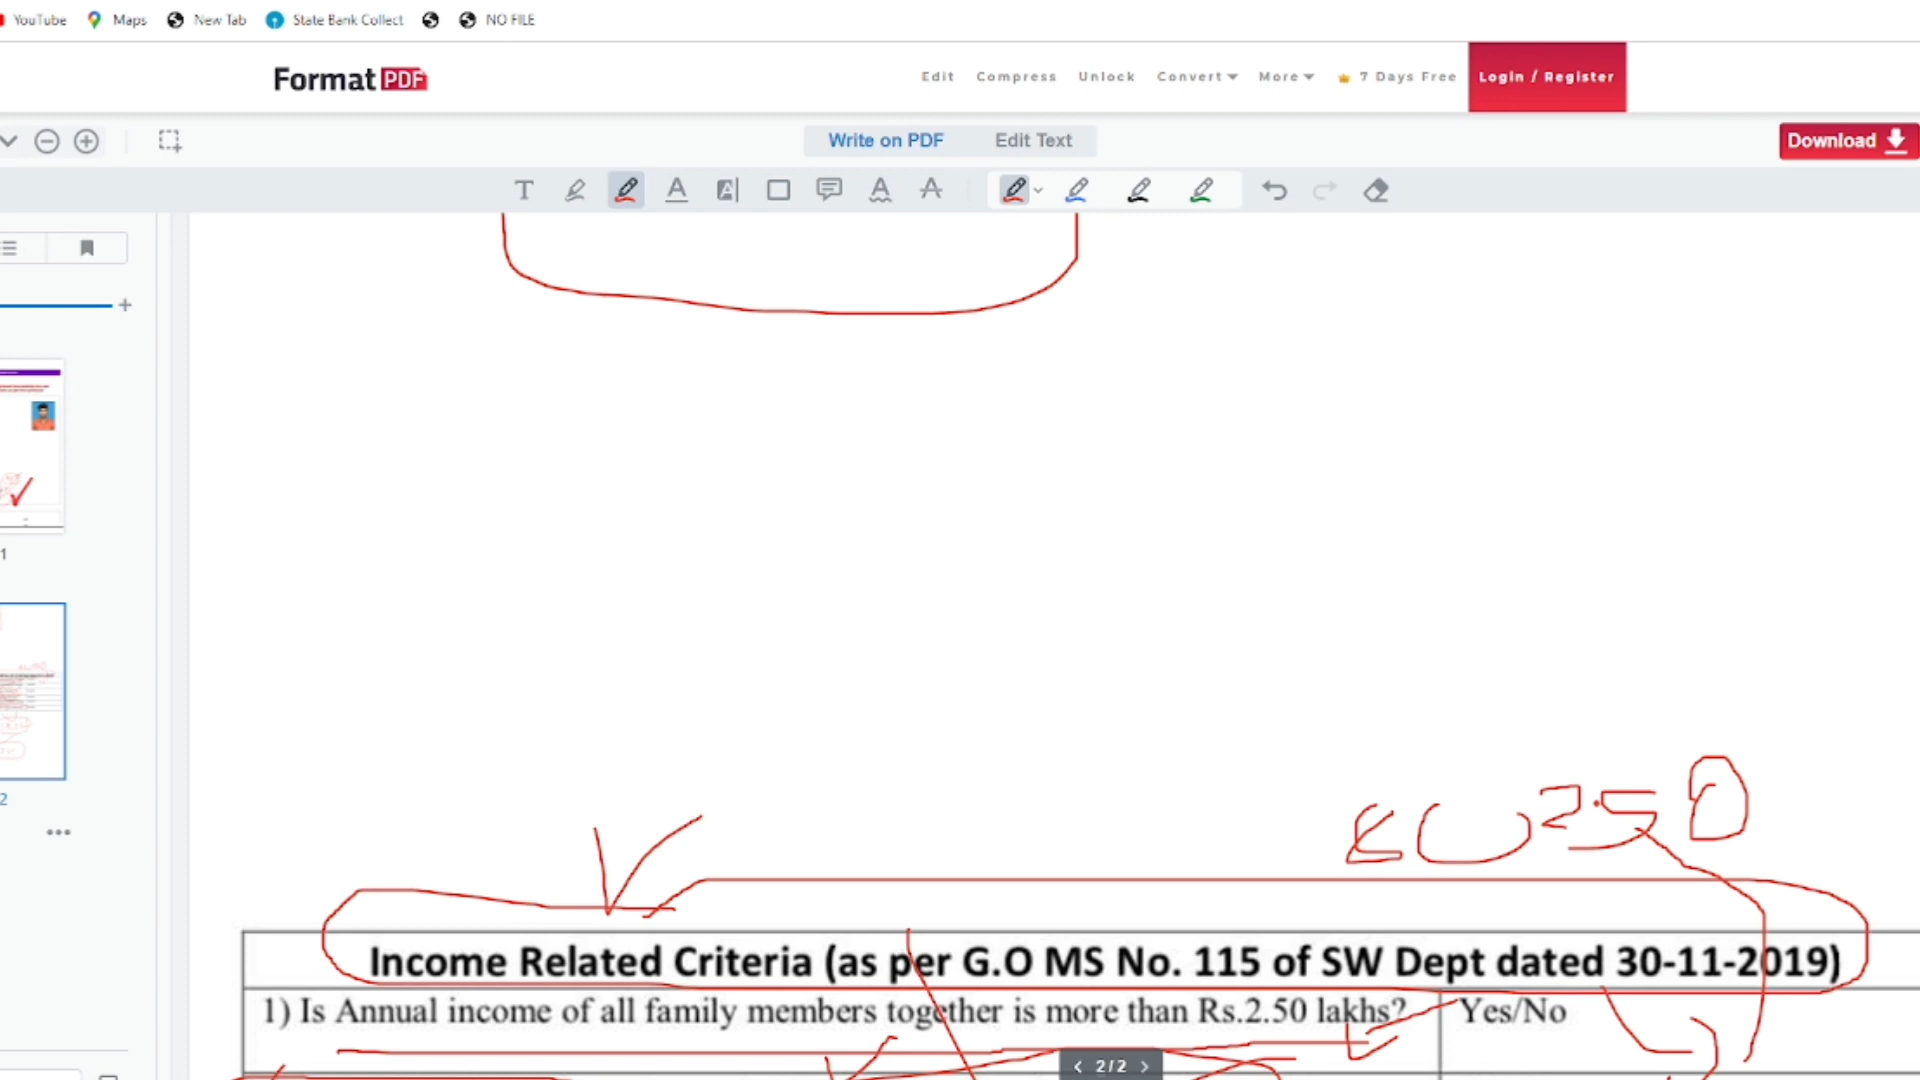 YouTube Maps New Tab State Bank Collect NO FILE
Format PDF Edit Compress Unlock Convert More 7 Days Free Login / Register
Write on PDF Edit Text Download
1
2
2.5
Income Related Criteria (as per G.O MS No. 115 of SW Dept dated 30-11-2019)
1) Is Annual income of all family members together is more than Rs.2.50 lakhs? Yes/No
2/2